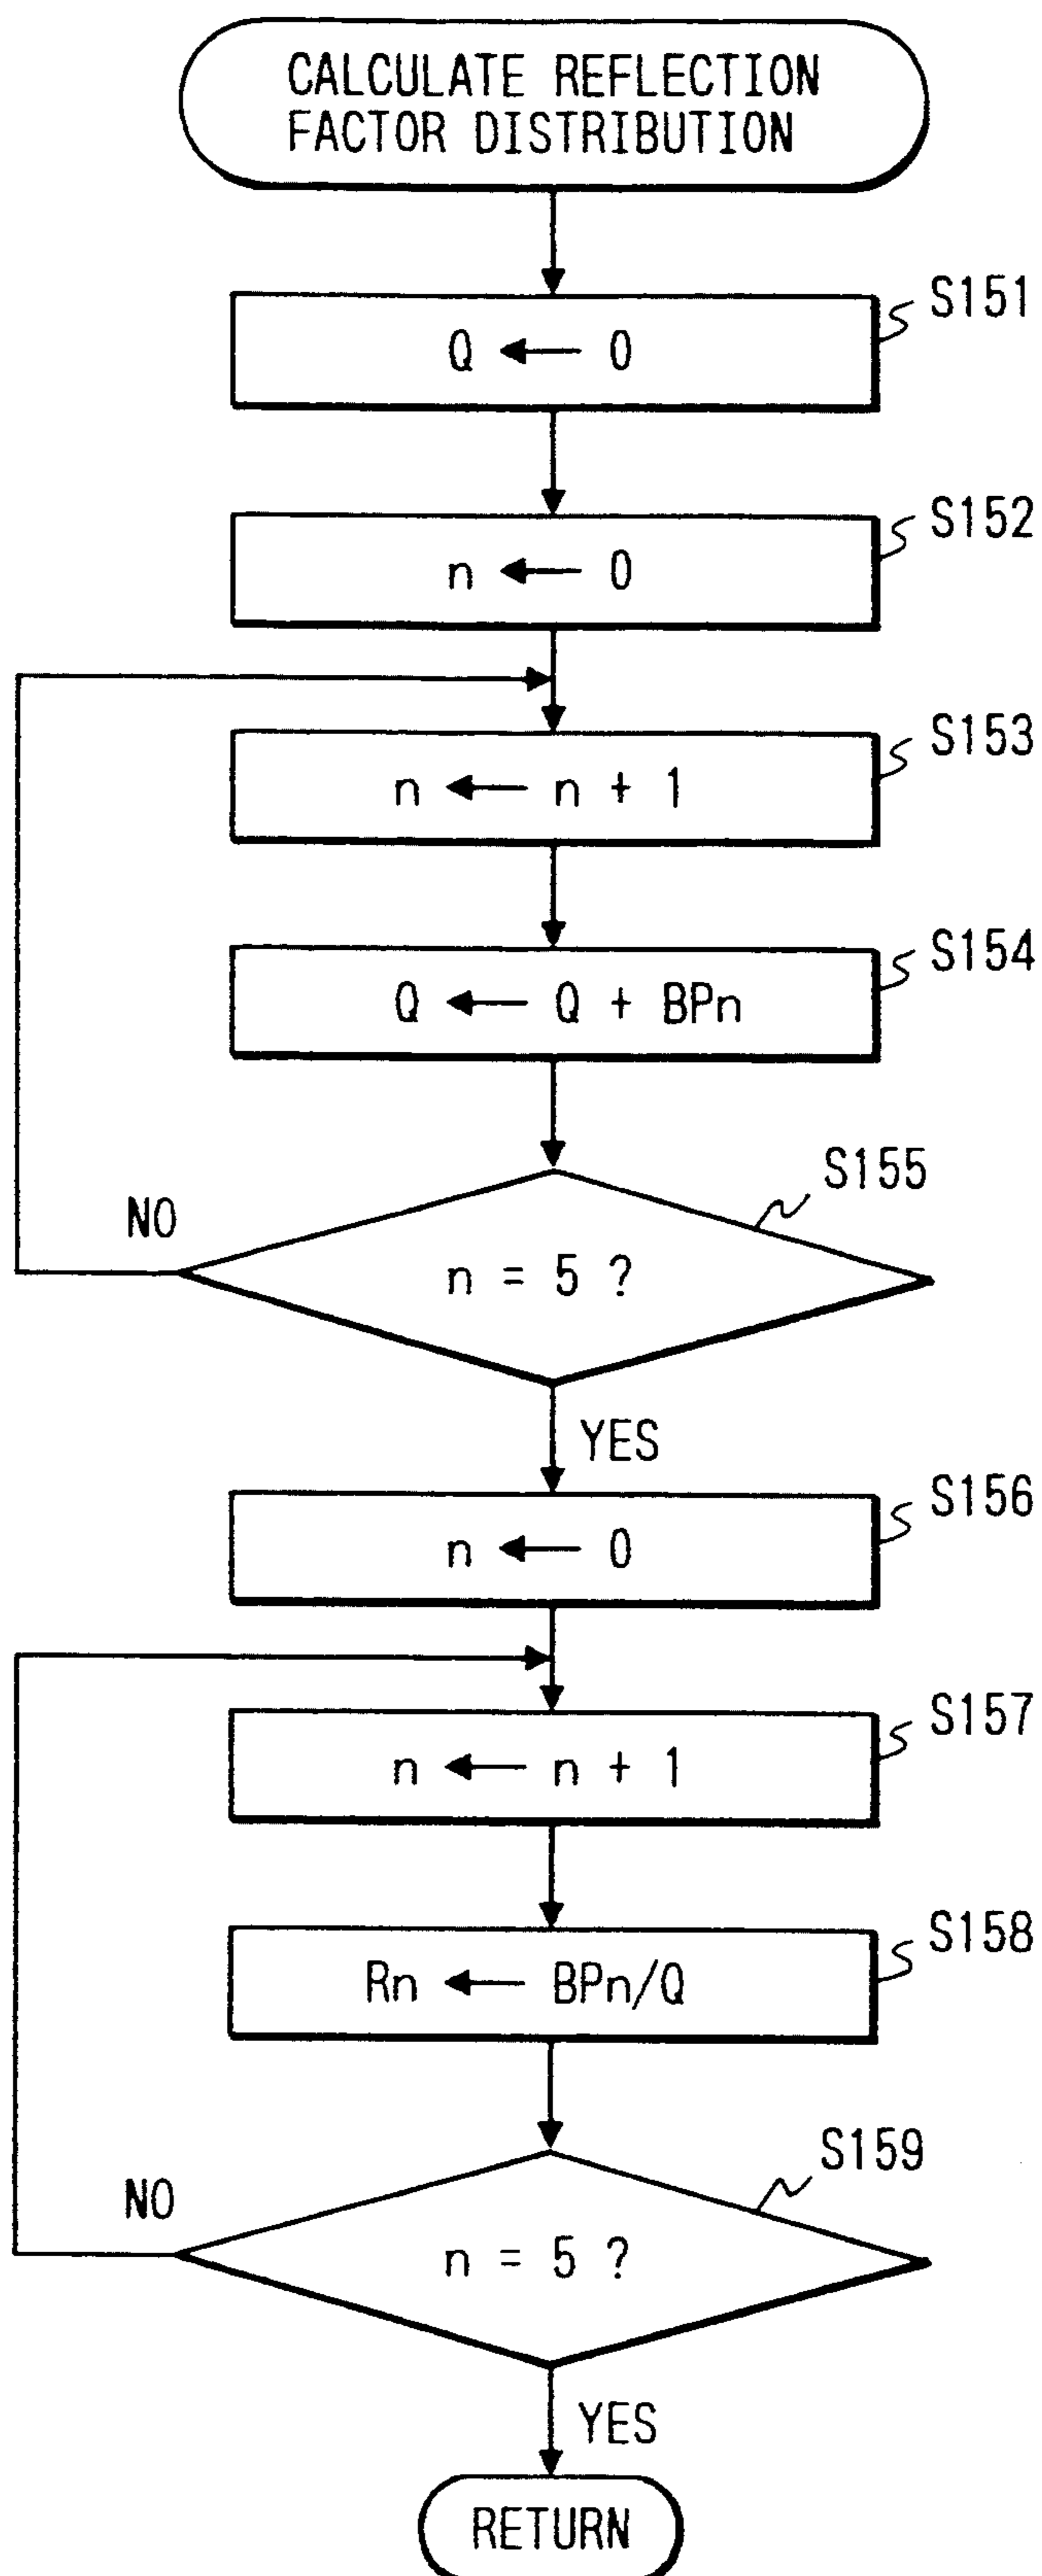 CALCULATE REFLECTION
FACTOR DISTRIBUTION
S151
Q ← 0
S152
n ← 0
S153
n ← n + 1
S154
Q ← Q + BPn
S155
NO
n = 5 ?
YES
S156
n ← 0
S157
n ← n + 1
S158
Rn ← BPn/Q
S159
NO
n = 5 ?
YES
RETURN